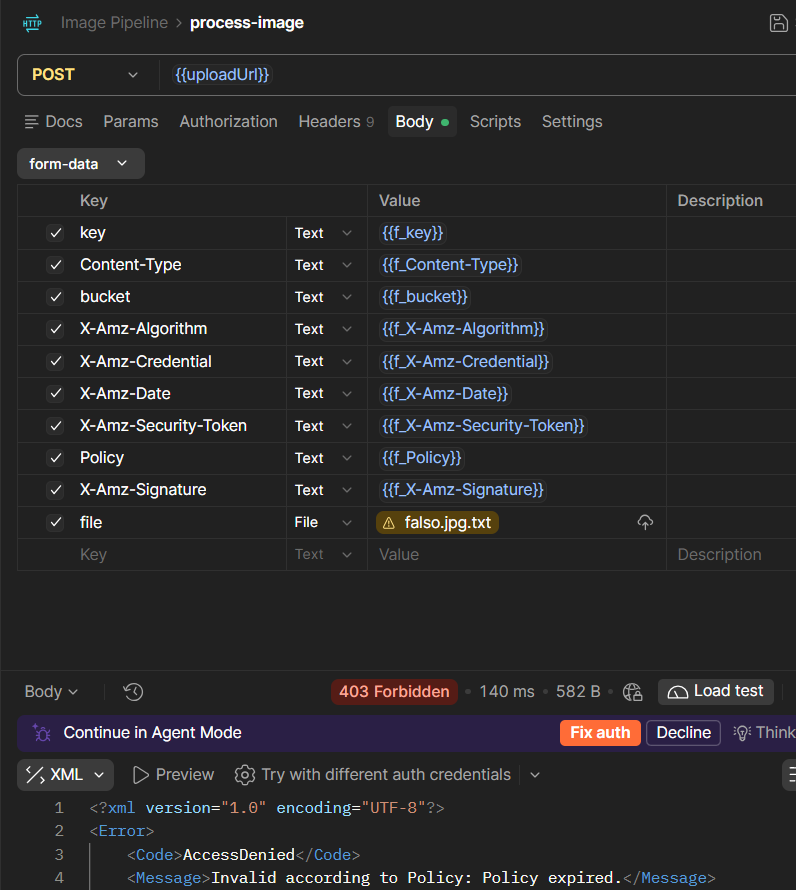 HTTP Image Pipeline > process-image
POST {{uploadUrl}}
Docs Params Authorization Headers 9 Body Scripts Settings
form-data
Key Value Description
key Text {{f_key}}
Content-Type Text {{f_Content-Type}}
bucket Text {{f_bucket}}
X-Amz-Algorithm Text {{f_X-Amz-Algorithm}}
X-Amz-Credential Text {{f_X-Amz-Credential}}
X-Amz-Date Text {{f_X-Amz-Date}}
X-Amz-Security-Token Text {{f_X-Amz-Security-Token}}
Policy Text {{f_Policy}}
X-Amz-Signature Text {{f_X-Amz-Signature}}
file File falso.jpg.txt
Key Text Value Description
Body 403 Forbidden • 140 ms • 582 B • Load test
Continue in Agent Mode Fix auth Decline Think
XML Preview Try with different auth credentials
1 <?xml version="1.0" encoding="UTF-8"?>
2 <Error>
3 <Code>AccessDenied</Code>
4 <Message>Invalid according to Policy: Policy expired.</Message>